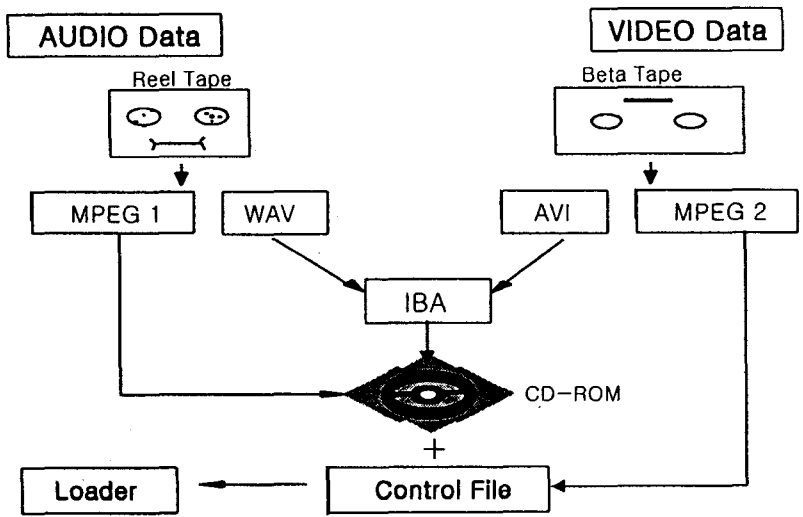 AUDIO Data
VIDEO Data
Reel Tape
Beta Tape
MPEG 1
WAV
AVI
MPEG 2
IBA
CD-ROM
+
Loader
Control File